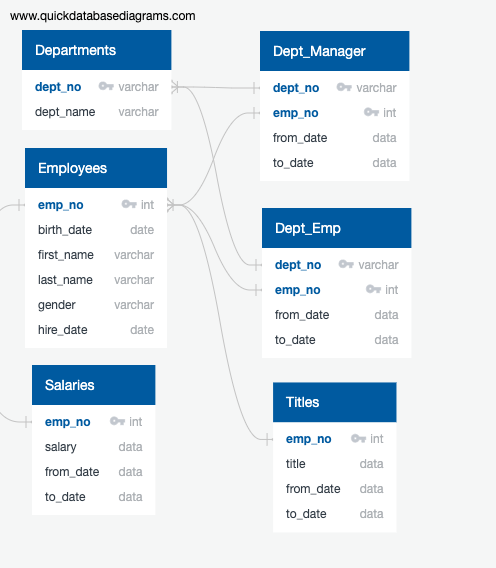 www.quickdatabasediagrams.com
Departments
dept_no varchar
dept_name varchar
Employees
emp_no int
birth_date date
first_name varchar
last_name varchar
gender varchar
hire_date date
Salaries
emp_no int
salary data
from_date data
to_date data
Dept_Manager
dept_no varchar
emp_no int
from_date data
to_date data
Dept_Emp
dept_no varchar
emp_no int
from_date data
to_date data
Titles
emp_no int
title data
from_date data
to_date data